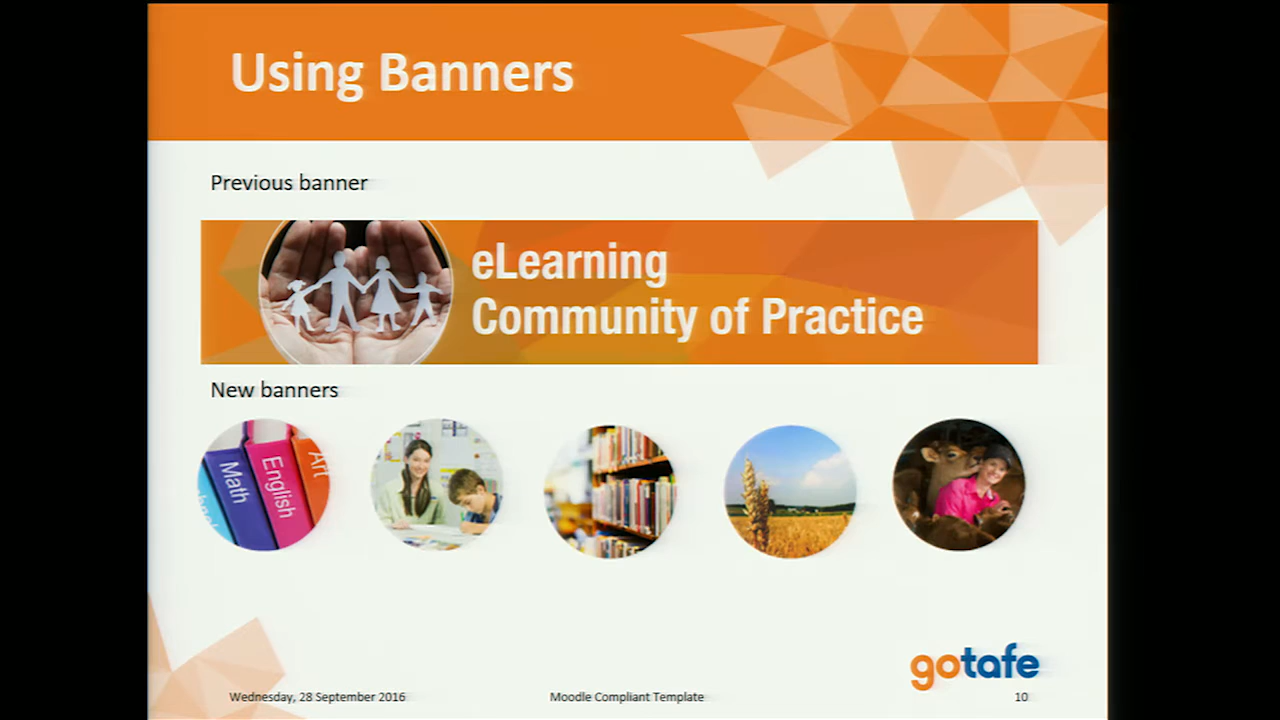 Using Banners
Previous banner
eLearning
Community of Practice
New banners
Math
English
Art
gotafe
Wednesday, 28 September 2016
Moodle Compliant Template
10